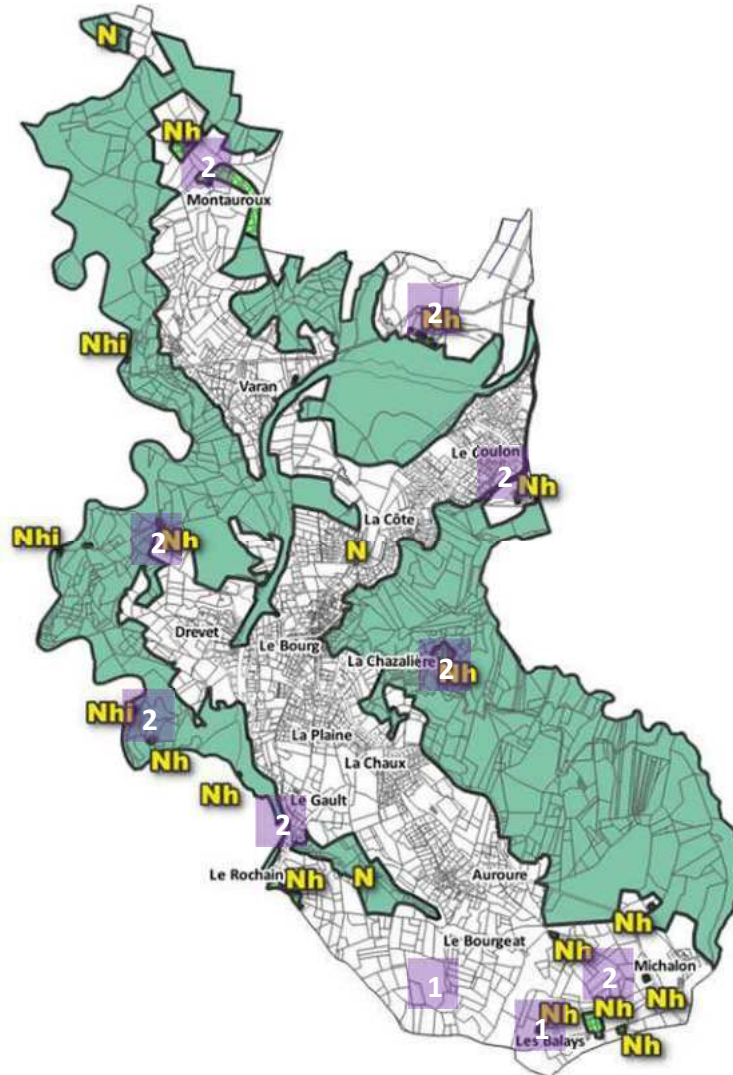 N
Nh
2
Montauroux
2
Nh
Nhi
Varan
Le Coulon
2
Nh
La Côte
Nhi
2
Nh
N
Drevet
Le Bourg
La Chazalière
2
Nh
Nhi
2
La Plaine
Nh
La Chaux
Nh
Le Gault
2
Le Rochain
Nh
N
Auroure
Nh
Le Bourgeat
Nh
Michalon
1
2
Nh
Nh
Nh
1
Les Balays
Nh